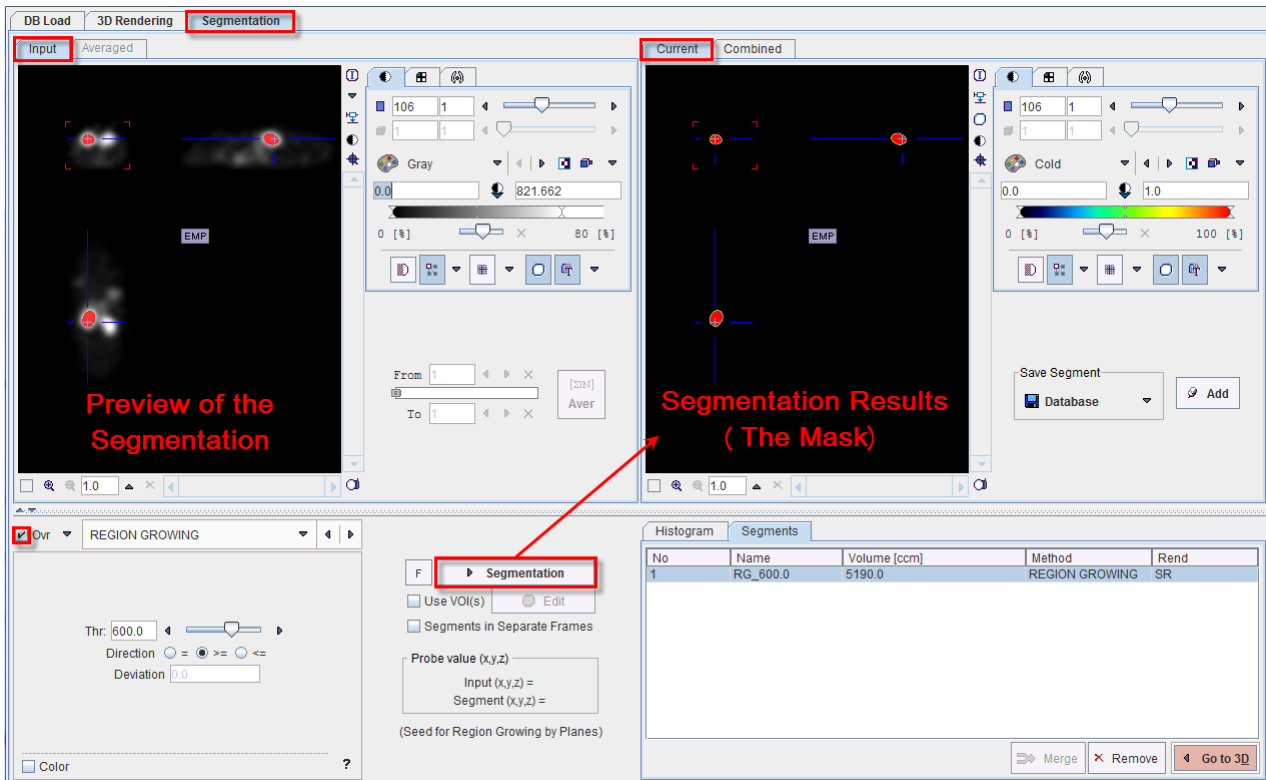 DB Load 3D Rendering Segmentation
Input Averaged
106 1
1 1
Gray
0.0 821.662
0 [%] 80 [%]
EMP
Preview of the
Segmentation
1.0
From 1
To 1
[ΣIN]
Aver
Current Combined
106 1
1 1
Cold
0.0 1.0
0 [%] 100 [%]
EMP
Segmentation Results
( The Mask)
1.0
Save Segment
Database
Add
Ovr REGION GROWING
Thr: 600.0
Direction = >= <=
Deviation 0.0
Color ?
F Segmentation
Use VOI(s) Edit
Segments in Separate Frames
Probe value (x,y,z)
Input (x,y,z) =
Segment (x,y,z) =
(Seed for Region Growing by Planes)
Histogram Segments
No Name Volume [ccm] Method Rend
1 RG_600.0 5190.0 REGION GROWING SR
Merge Remove Go to 3D